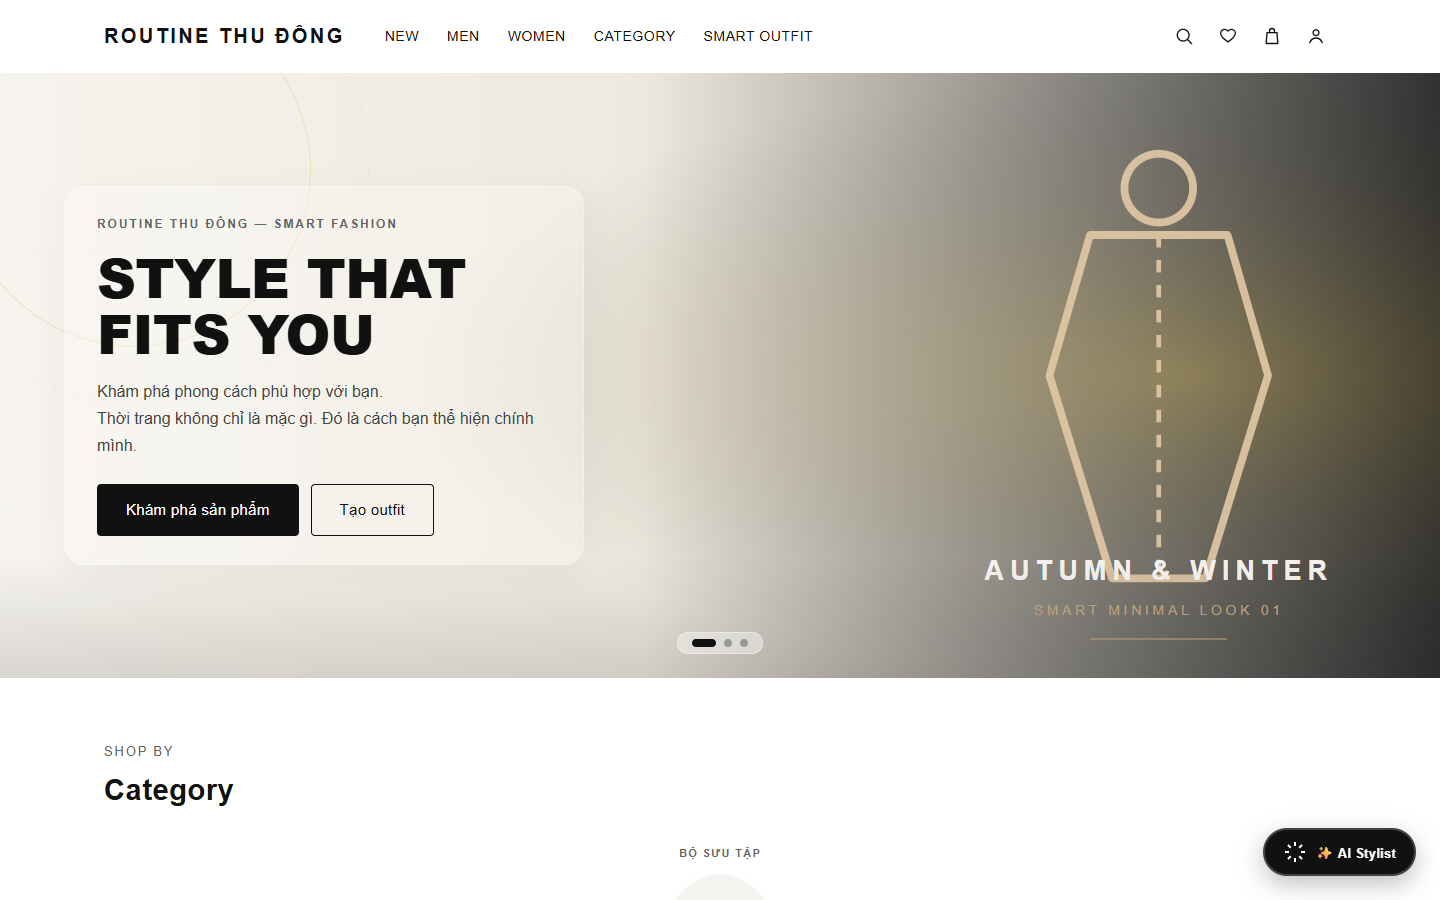 ROUTINE THU ĐÔNG
NEW
MEN
WOMEN
CATEGORY
SMART OUTFIT
ROUTINE THU ĐÔNG — SMART FASHION
STYLE THAT
FITS YOU
Khám phá phong cách phù hợp với bạn.
Thời trang không chỉ là mặc gì. Đó là cách bạn thể hiện chính
mình.
Khám phá sản phẩm
Tạo outfit
AUTUMN & WINTER
SMART MINIMAL LOOK 01
SHOP BY
Category
BỘ SƯU TẬP
✨ AI Stylist